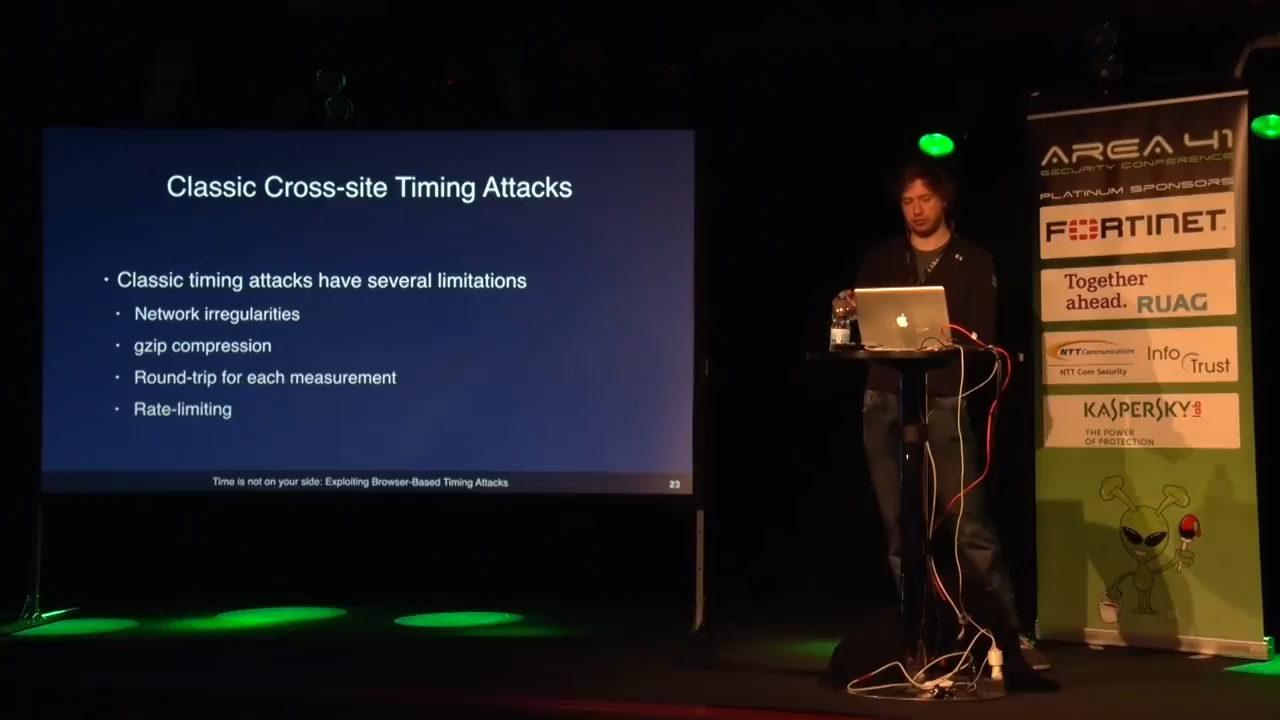 Classic Cross-site Timing Attacks
· Classic timing attacks have several limitations
· Network irregularities
· gzip compression
· Round-trip for each measurement
· Rate-limiting
Time is not on your side: Exploiting Browser-Based Timing Attacks
23
AREA 41
SECURITY CONFERENCE
PLATINUM SPONSORS
FORTINET
Together
ahead. RUAG
NTT Communications
NTT Com Security
Info
Trust
KASPERSKY lab
THE POWER
OF PROTECTION